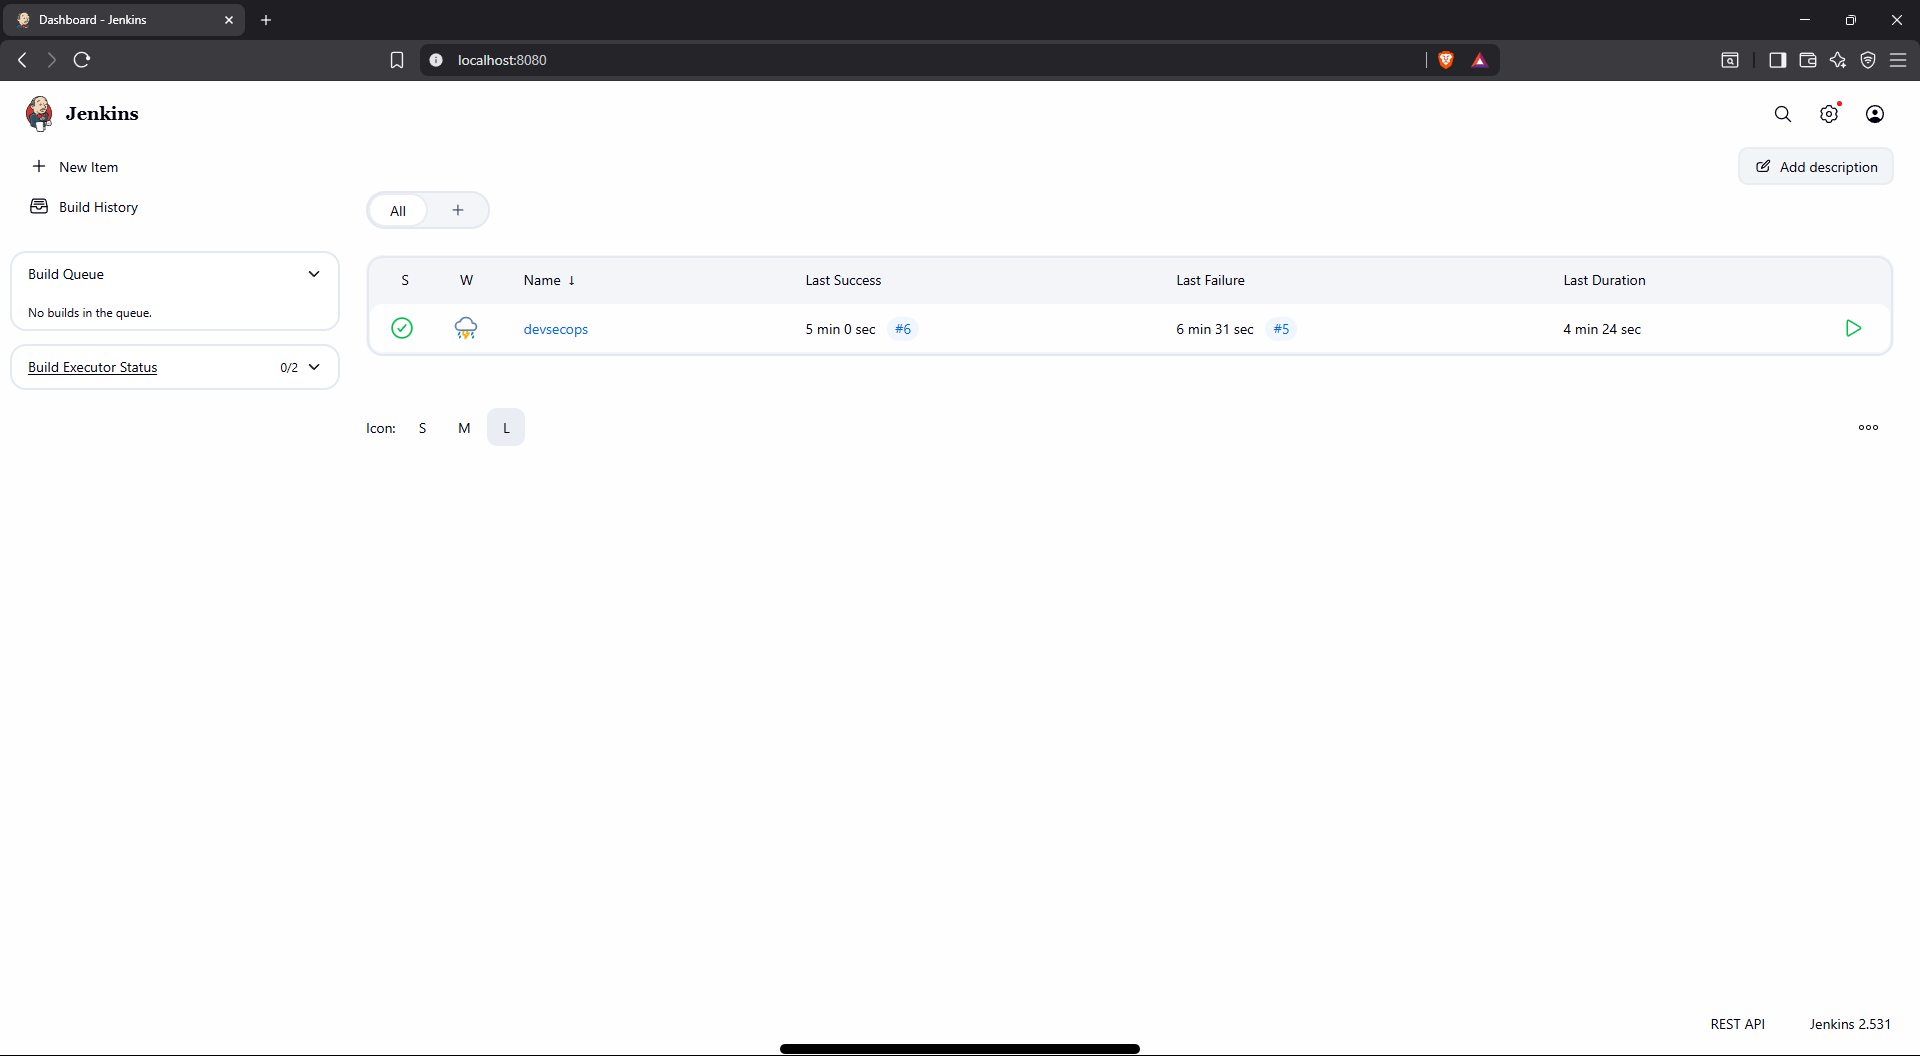 Dashboard - Jenkins
localhost:8080
Jenkins
New Item
Add description
Build History
All
Build Queue
No builds in the queue.
Build Executor Status 0/2
S W Name ↓ Last Success Last Failure Last Duration
devsecops 5 min 0 sec #6 6 min 31 sec #5 4 min 24 sec
Icon: S M L
REST API Jenkins 2.531